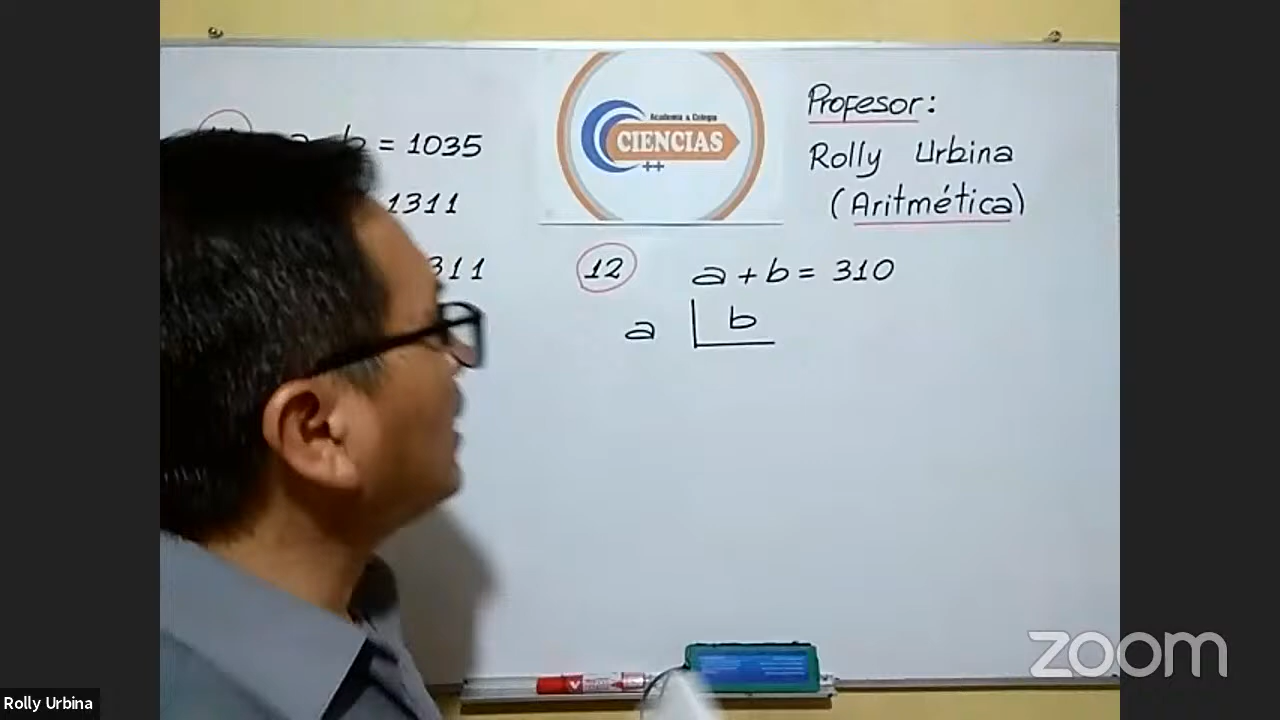 = 1035
1311
311
Academia & Colegio
CIENCIAS
++
Profesor:
Rolly Urbina
(Aritmética)
12 a + b = 310
a b
zoom
Rolly Urbina